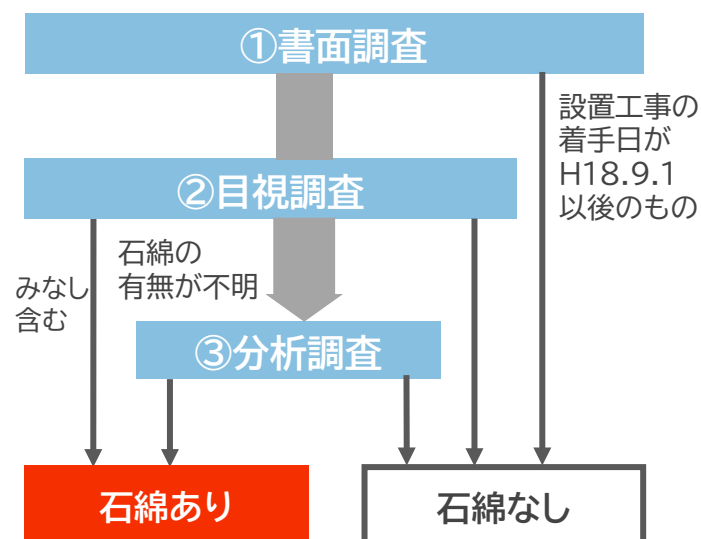 ①書面調査
設置工事の
着手日が
H18.9.1
以後のもの
②目視調査
石綿の
有無が不明
みなし
含む
③分析調査
石綿あり
石綿なし